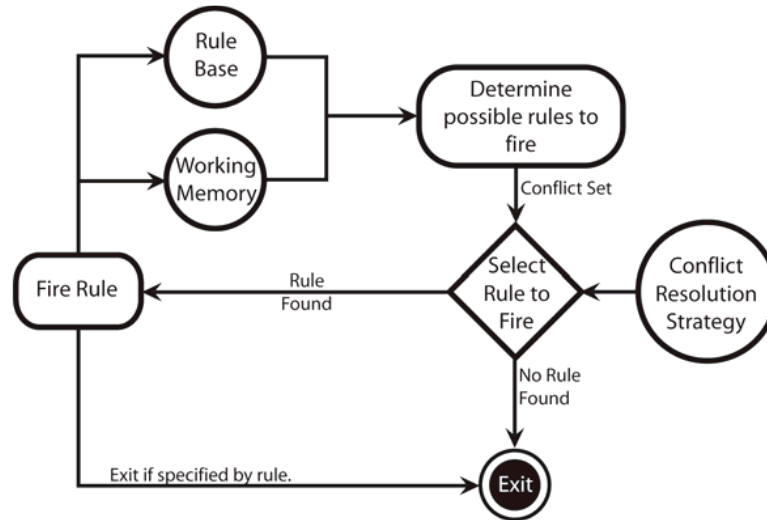 Rule
Base
Determine
possible rules to
fire
Working
Memory
Conflict Set
Select
Rule to
Fire
Conflict
Resolution
Strategy
Fire Rule
Rule
Found
No Rule
Found
Exit if specified by rule.
Exit